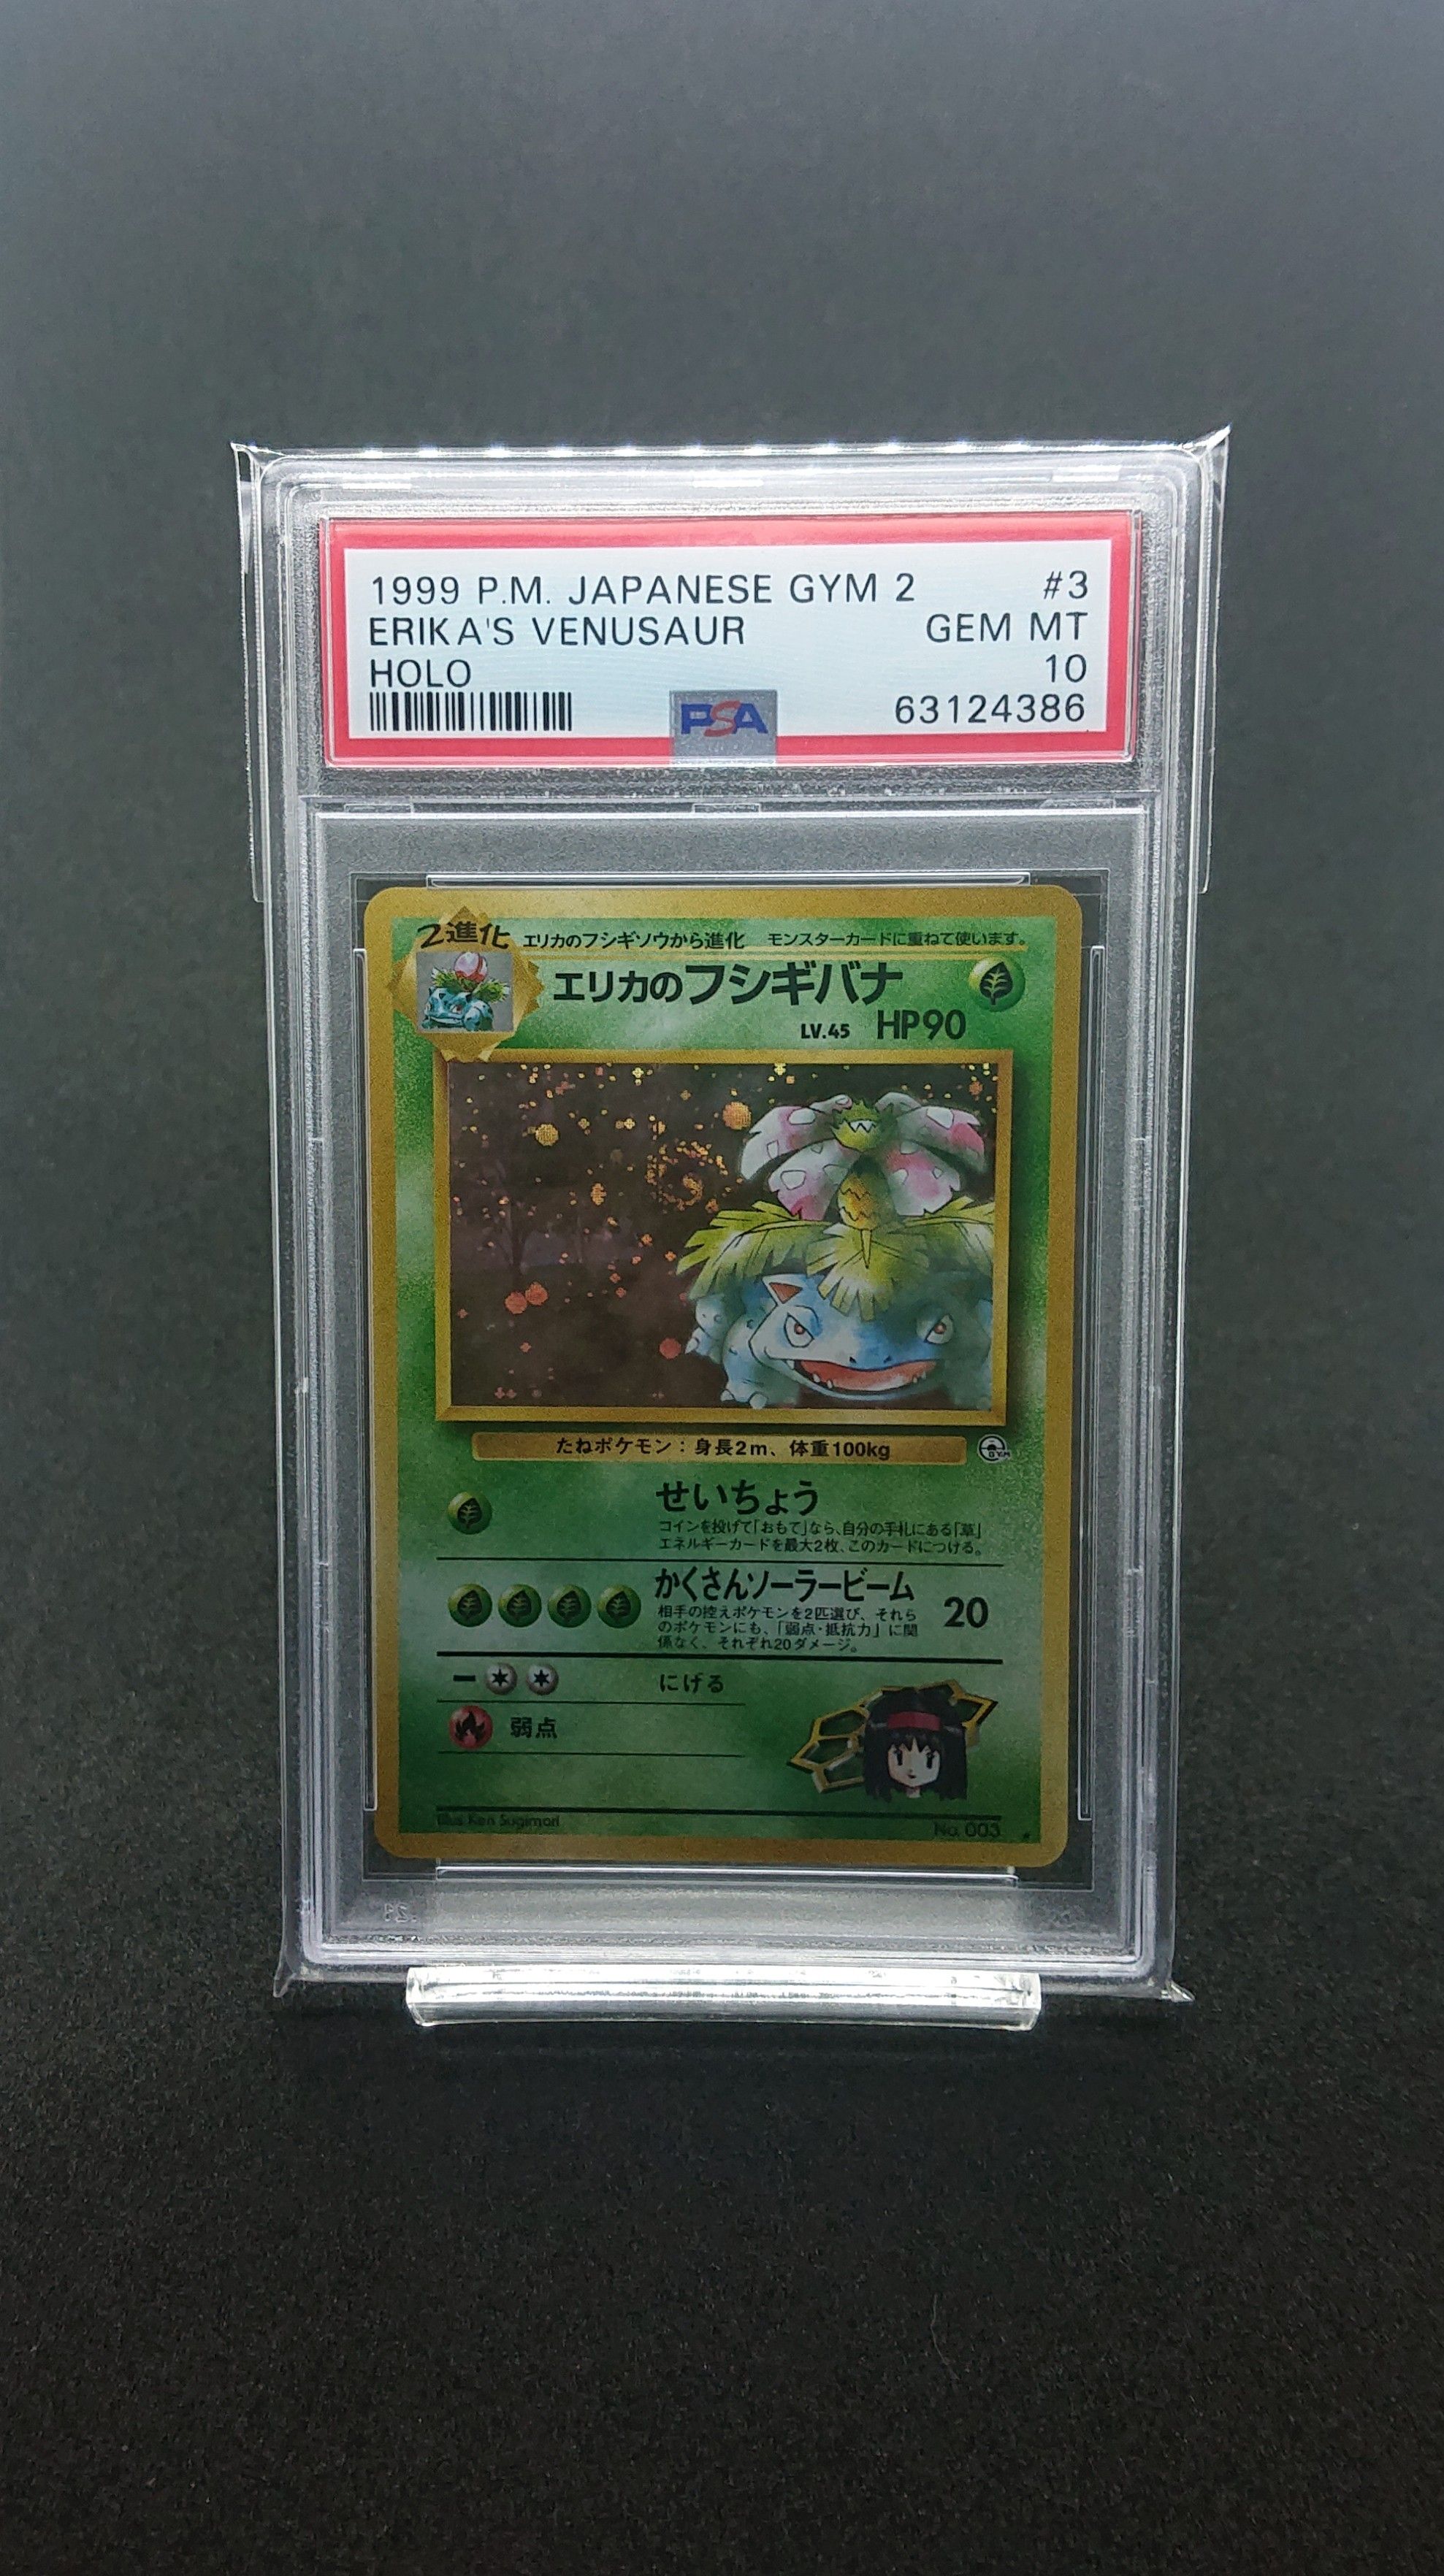 1999 P.M. JAPANESE GYM 2 #3
ERIKA'S VENUSAUR GEM MT
HOLO 10
PSA 63124386
2進化 エリカのフシギソウから進化 モンスターカードに重ねて使います。
エリカのフシギバナ
LV.45 HP90
たねポケモン：身長2m、体重100kg
GYM
せいちょう
コインを投げて「おもて」なら、自分の手札にある「草」
エネルギーカードを最大2枚、このカードにつける。
かくさんソーラービーム 20
相手の控えポケモンを2匹選び、それら
のポケモンにも、「弱点・抵抗力」に関
係なく、それぞれ20ダメージ。
にげる
弱点
Illus. Ken Sugimori No. 003 ★